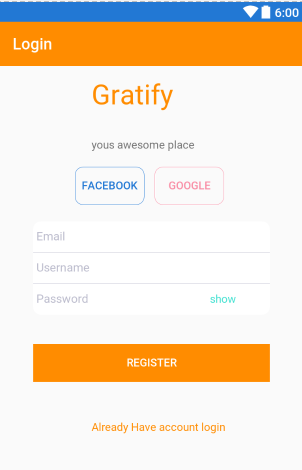 6:00
Login
Gratify
yous awesome place
FACEBOOK GOOGLE
Email
Username
Password show
REGISTER
Already Have account login